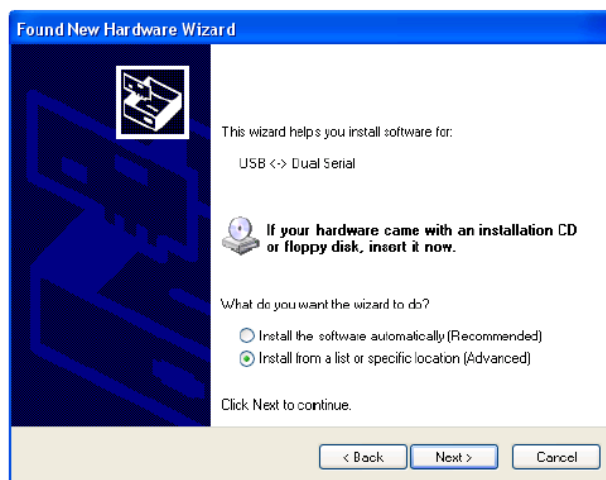 Found New Hardware Wizard
This wizard helps you install software for:
USB <-> Dual Serial
If your hardware came with an installation CD
or floppy disk, insert it now.
What do you want the wizard to do?
Install the software automatically (Recommended)
Install from a list or specific location (Advanced)
Click Next to continue.
< Back Next > Cancel